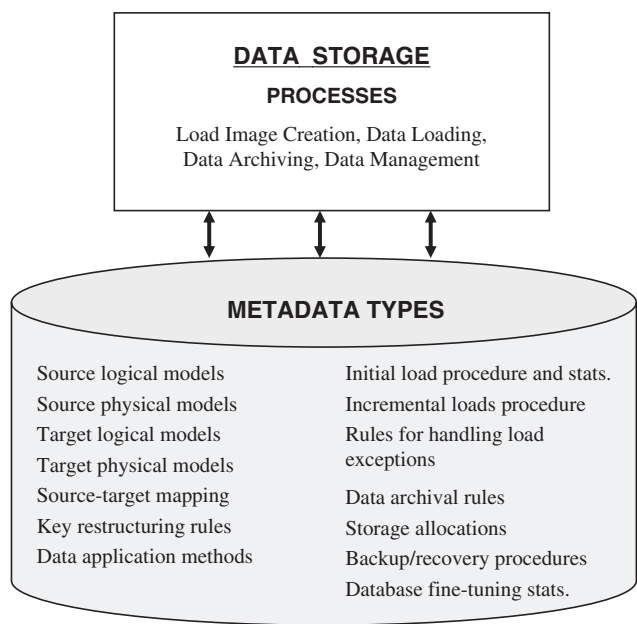 DATA STORAGE
PROCESSES
Load Image Creation, Data Loading,
Data Archiving, Data Management
METADATA TYPES
Source logical models
Source physical models
Target logical models
Target physical models
Source-target mapping
Key restructuring rules
Data application methods
Initial load procedure and stats.
Incremental loads procedure
Rules for handling load
exceptions
Data archival rules
Storage allocations
Backup/recovery procedures
Database fine-tuning stats.